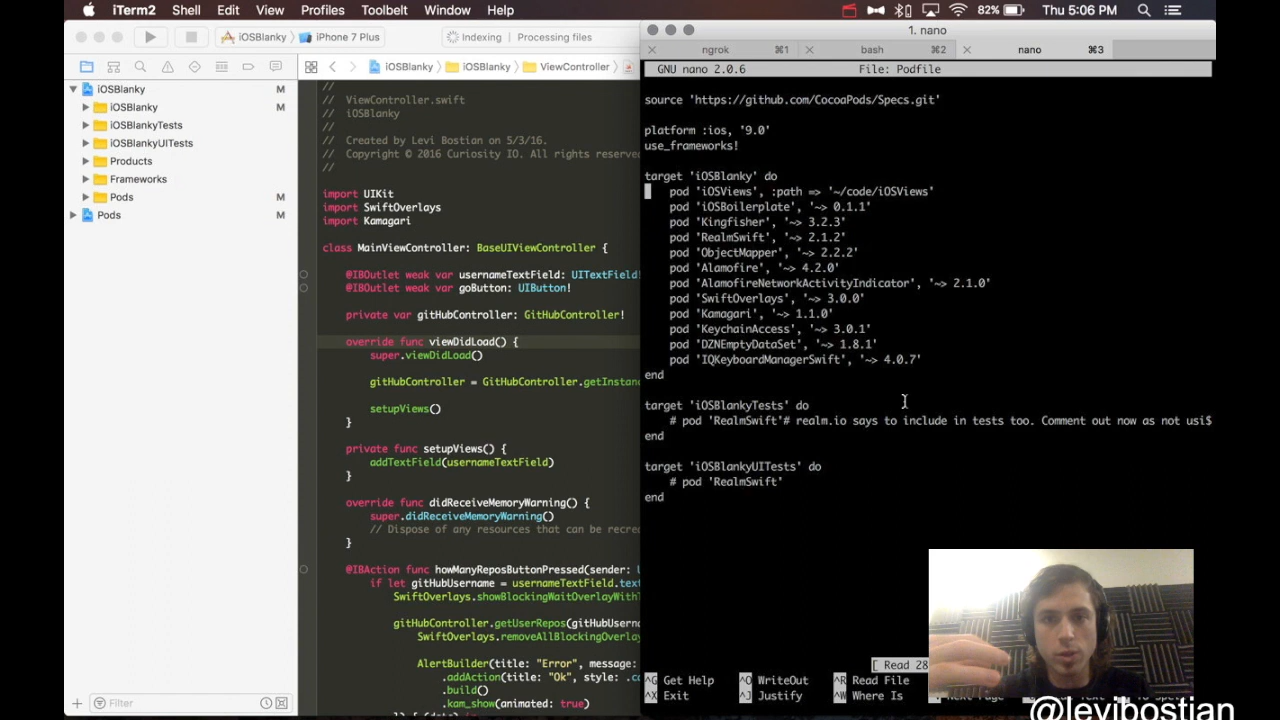 iTerm2 Shell Edit View Profiles Toolbelt Window Help 82% Thu 5:06 PM
iOSBlanky iPhone 7 Plus Indexing Processing files
iOSBlanky iOSBlanky ViewController
iOSBlanky M
iOSBlanky M
iOSBlankyTests
iOSBlankyUITests
Products
Frameworks
Pods M
Pods M
Filter
//
// ViewController.swift
// iOSBlanky
//
// Created by Levi Bostian on 5/3/16.
// Copyright © 2016 Curiosity IO. All rights reserved
//
import UIKit
import SwiftOverlays
import Kamagari
class MainViewController: BaseUIViewController {
@IBOutlet weak var usernameTextField: UITextField!
@IBOutlet weak var goButton: UIButton!
private var gitHubController: GitHubController!
override func viewDidLoad() {
super.viewDidLoad()
gitHubController = GitHubController.getInstanc
setupViews()
}
private func setupViews() {
addTextField(usernameTextField)
}
override func didReceiveMemoryWarning() {
super.didReceiveMemoryWarning()
// Dispose of any resources that can be recrea
}
@IBAction func howManyReposButtonPressed(sender: U
if let gitHubUsername = usernameTextField.text
SwiftOverlays.showBlockingWaitOverlayWithT
gitHubController.getUserRepos(gitHubUserna
SwiftOverlays.removeAllBlockingOverlay
AlertBuilder(title: "Error", message:
.addAction(title: "Ok", style: .ca
.build()
.kam_show(animated: true)
1. nano
ngrok ⌘1 bash ⌘2 nano ⌘3
GNU nano 2.0.6 File: Podfile
source 'https://github.com/CocoaPods/Specs.git'
platform :ios, '9.0'
use_frameworks!
target 'iOSBlanky' do
pod 'iOSViews', :path => '~/code/iOSViews'
pod 'iOSBoilerplate', '~> 0.1.1'
pod 'Kingfisher', '~> 3.2.3'
pod 'RealmSwift', '~> 2.1.2'
pod 'ObjectMapper', '~> 2.2.2'
pod 'Alamofire', '~> 4.2.0'
pod 'AlamofireNetworkActivityIndicator', '~> 2.1.0'
pod 'SwiftOverlays', '~> 3.0.0'
pod 'Kamagari', '~> 1.1.0'
pod 'KeychainAccess', '~> 3.0.1'
pod 'DZNEmptyDataSet', '~> 1.8.1'
pod 'IQKeyboardManagerSwift', '~> 4.0.7'
end
target 'iOSBlankyTests' do
# pod 'RealmSwift'# realm.io says to include in tests too. Comment out now as not usi$
end
target 'iOSBlankyUITests' do
# pod 'RealmSwift'
end
[ Read 28
^G Get Help ^O WriteOut ^R Read File
^X Exit ^J Justify ^W Where Is
@levibostian